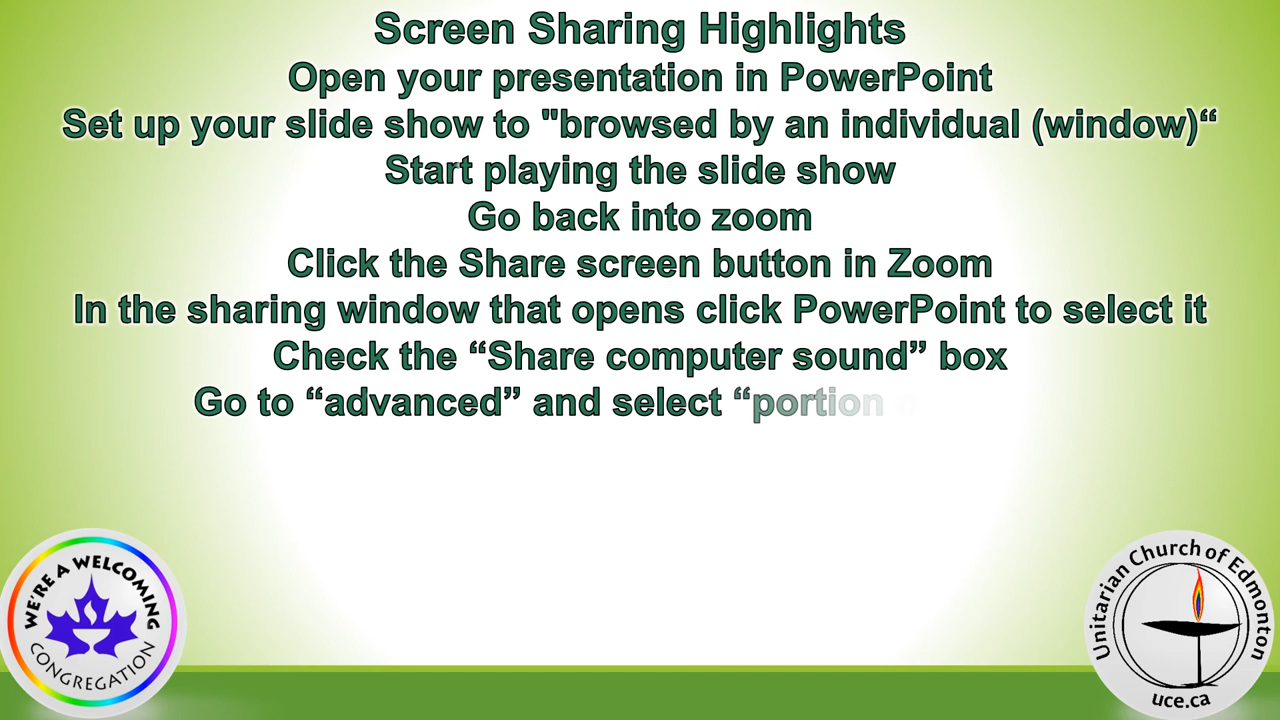 Screen Sharing Highlights
Open your presentation in PowerPoint
Set up your slide show to "browsed by an individual (window)“
Start playing the slide show
Go back into zoom
Click the Share screen button in Zoom
In the sharing window that opens click PowerPoint to select it
Check the “Share computer sound” box
Go to “advanced” and select “portion
WE'RE A WELCOMING
CONGREGATION
Unitarian Church of Edmonton
uce.ca